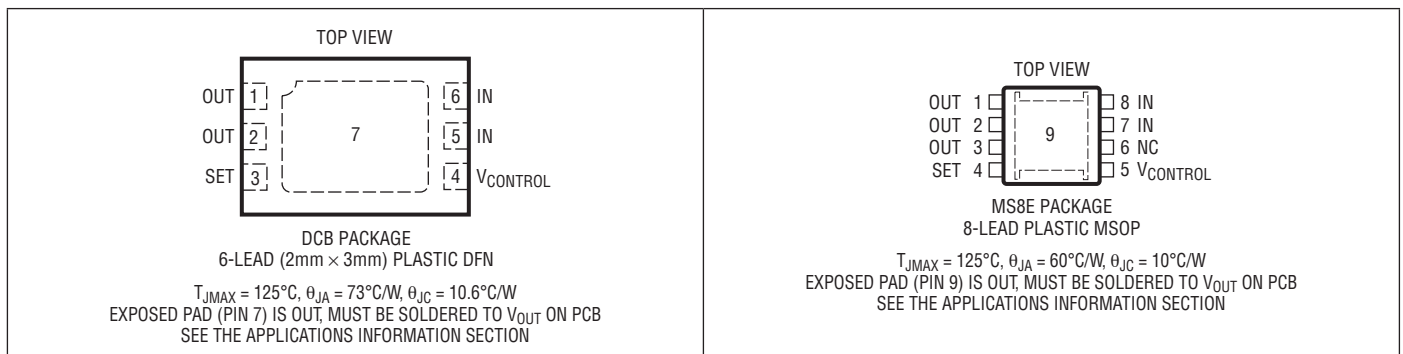 TOP VIEW
OUT 1
OUT 2
SET 3
7
6 IN
5 IN
4 VCONTROL
DCB PACKAGE
6-LEAD (2mm × 3mm) PLASTIC DFN
TJMAX = 125°C, θJA = 73°C/W, θJC = 10.6°C/W
EXPOSED PAD (PIN 7) IS OUT, MUST BE SOLDERED TO VOUT ON PCB
SEE THE APPLICATIONS INFORMATION SECTION
TOP VIEW
OUT 1
OUT 2
OUT 3
SET 4
9
8 IN
7 IN
6 NC
5 VCONTROL
MS8E PACKAGE
8-LEAD PLASTIC MSOP
TJMAX = 125°C, θJA = 60°C/W, θJC = 10°C/W
EXPOSED PAD (PIN 9) IS OUT, MUST BE SOLDERED TO VOUT ON PCB
SEE THE APPLICATIONS INFORMATION SECTION